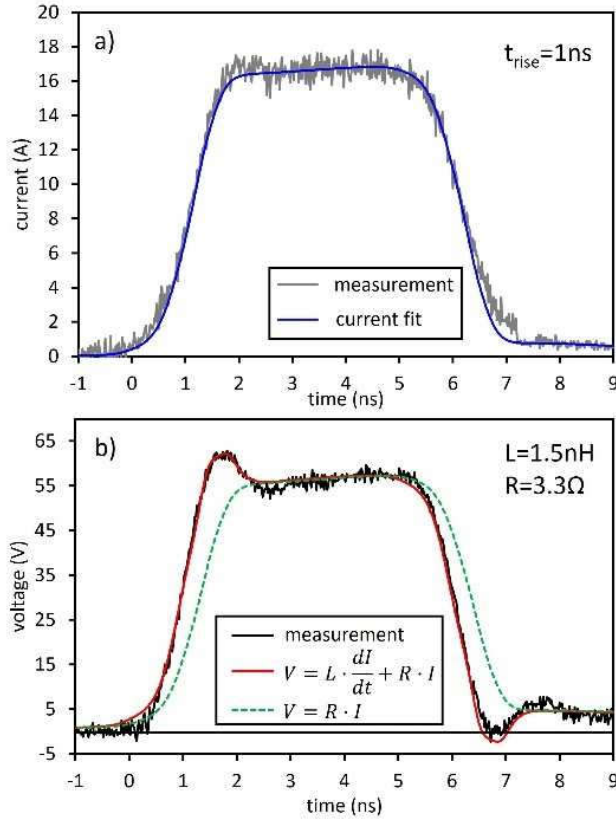 a)
t_rise=1ns
current (A)
20
18
16
14
12
10
8
6
4
2
0
measurement
current fit
-1 0 1 2 3 4 5 6 7 8 9
time (ns)
b)
L=1.5nH
R=3.3Ω
voltage (V)
65
55
45
35
25
15
5
-5
measurement
V = L · dI/dt + R · I
V = R · I
-1 0 1 2 3 4 5 6 7 8 9
time (ns)